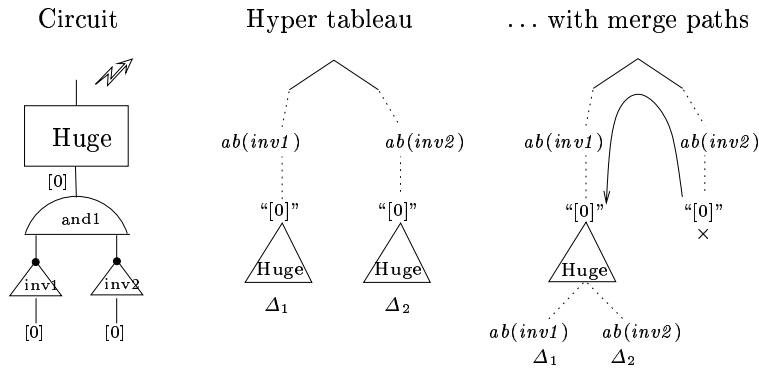 Circuit
Hyper tableau
... with merge paths
Huge
[0]
and1
inv1
inv2
[0]
[0]
ab(inv1)
ab(inv2)
“[0]”
“[0]”
Huge
Huge
Δ1
Δ2
ab(inv1)
ab(inv2)
“[0]”
“[0]”
×
Huge
ab(inv1)
ab(inv2)
Δ1
Δ2